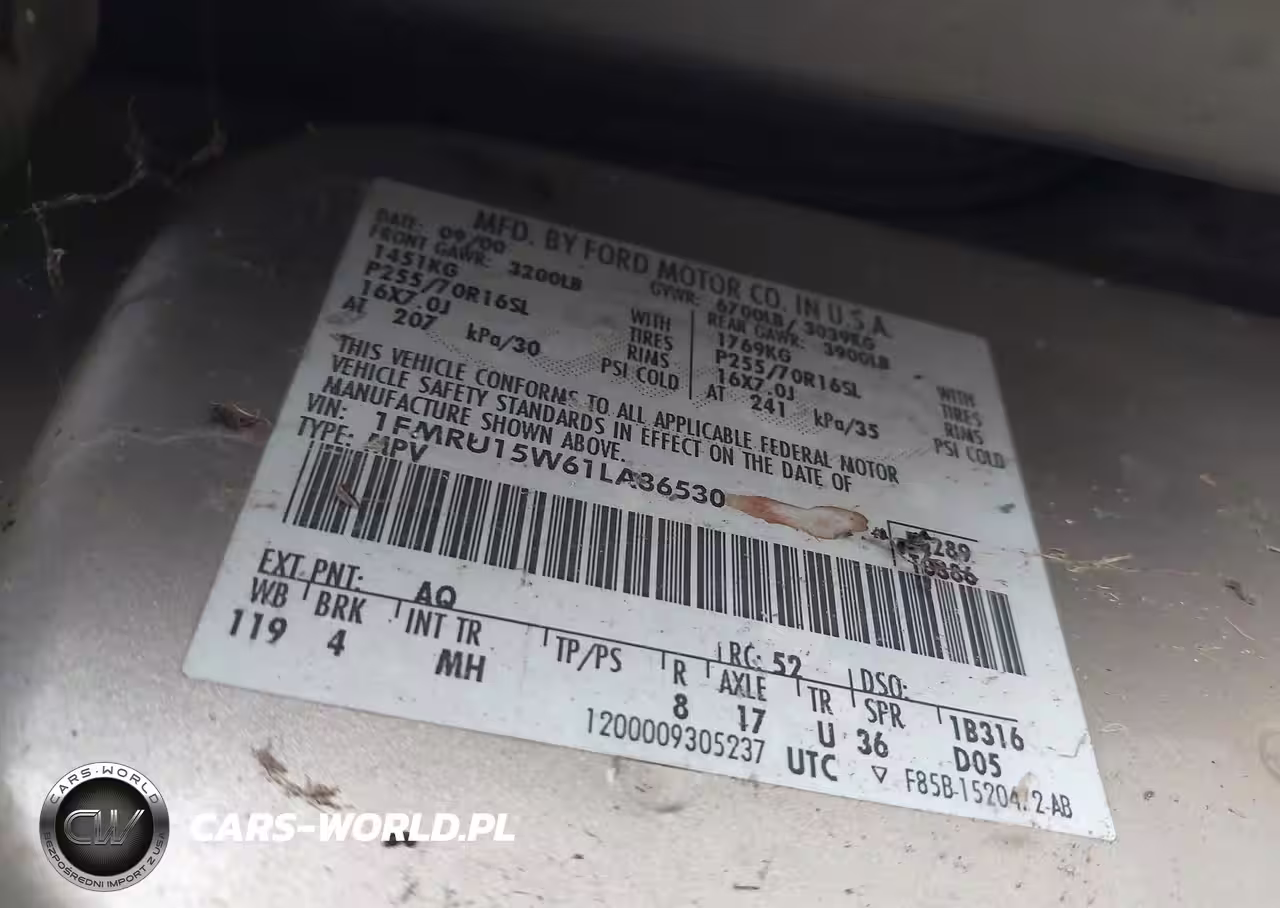 MFD. BY FORD MOTOR CO. IN U.S.A.
DATE: 09/00 GVWR: 6700LB/ 3039KG
FRONT GAWR: 3200LB REAR GAWR: 3900LB
1451KG WITH 1769KG WITH
P255/70R16SL TIRES P255/70R16SL TIRES
16X7.0J RIMS 16X7.0J RIMS
AT 207 kPa/30 PSI COLD AT 241 kPa/35 PSI COLD
THIS VEHICLE CONFORMS TO ALL APPLICABLE FEDERAL MOTOR
VEHICLE SAFETY STANDARDS IN EFFECT ON THE DATE OF
MANUFACTURE SHOWN ABOVE.
VIN: 1FMRU15W61LA36530
TYPE: MPV
EXT PNT: AQ RC: 52 DSO:
WB BRK INT TR TP/PS R AXLE TR SPR 1B316
119 4 MH 8 17 U 36 D05
1200009305237 UTC ▽ F85B-15204.2-AB
CARS-WORLD
CW
BEZPOŚREDNI IMPORT Z USA
CARS-WORLD.PL